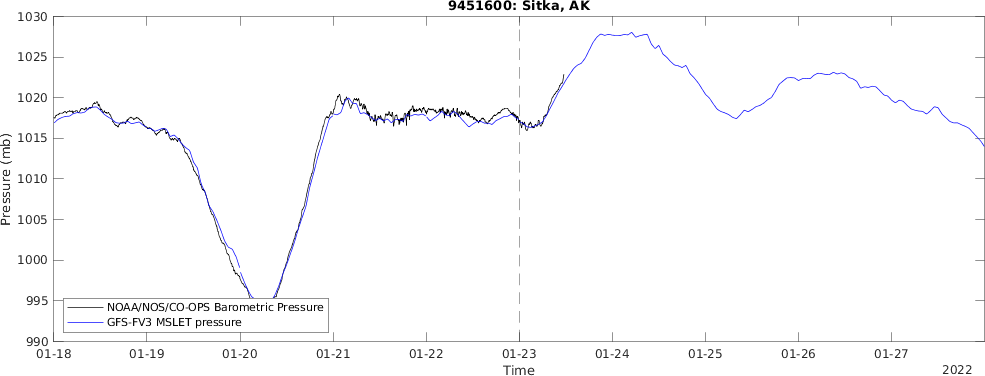 9451600: Sitka, AK
Pressure (mb)
1030
1025
1020
1015
1010
1005
1000
995
990
NOAA/NOS/CO-OPS Barometric Pressure
GFS-FV3 MSLET pressure
01-18 01-19 01-20 01-21 01-22 01-23 01-24 01-25 01-26 01-27
Time
2022